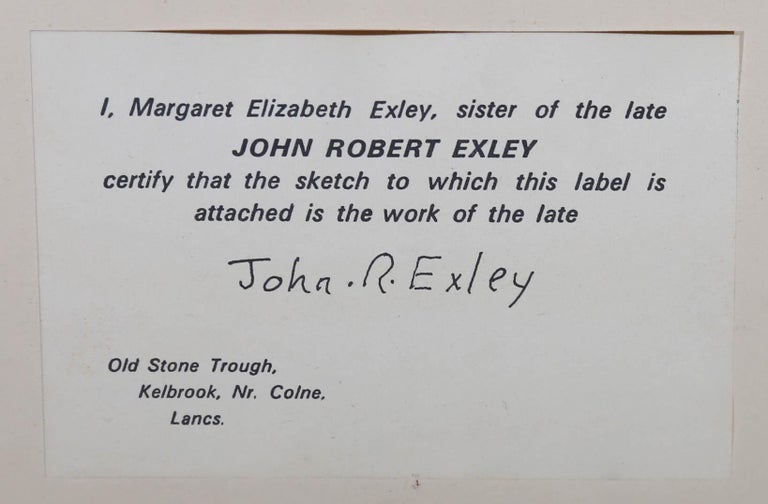 I, Margaret Elizabeth Exley, sister of the late
JOHN ROBERT EXLEY
certify that the sketch to which this label is
attached is the work of the late
John . R. Exley
Old Stone Trough,
Kelbrook, Nr. Colne,
Lancs.